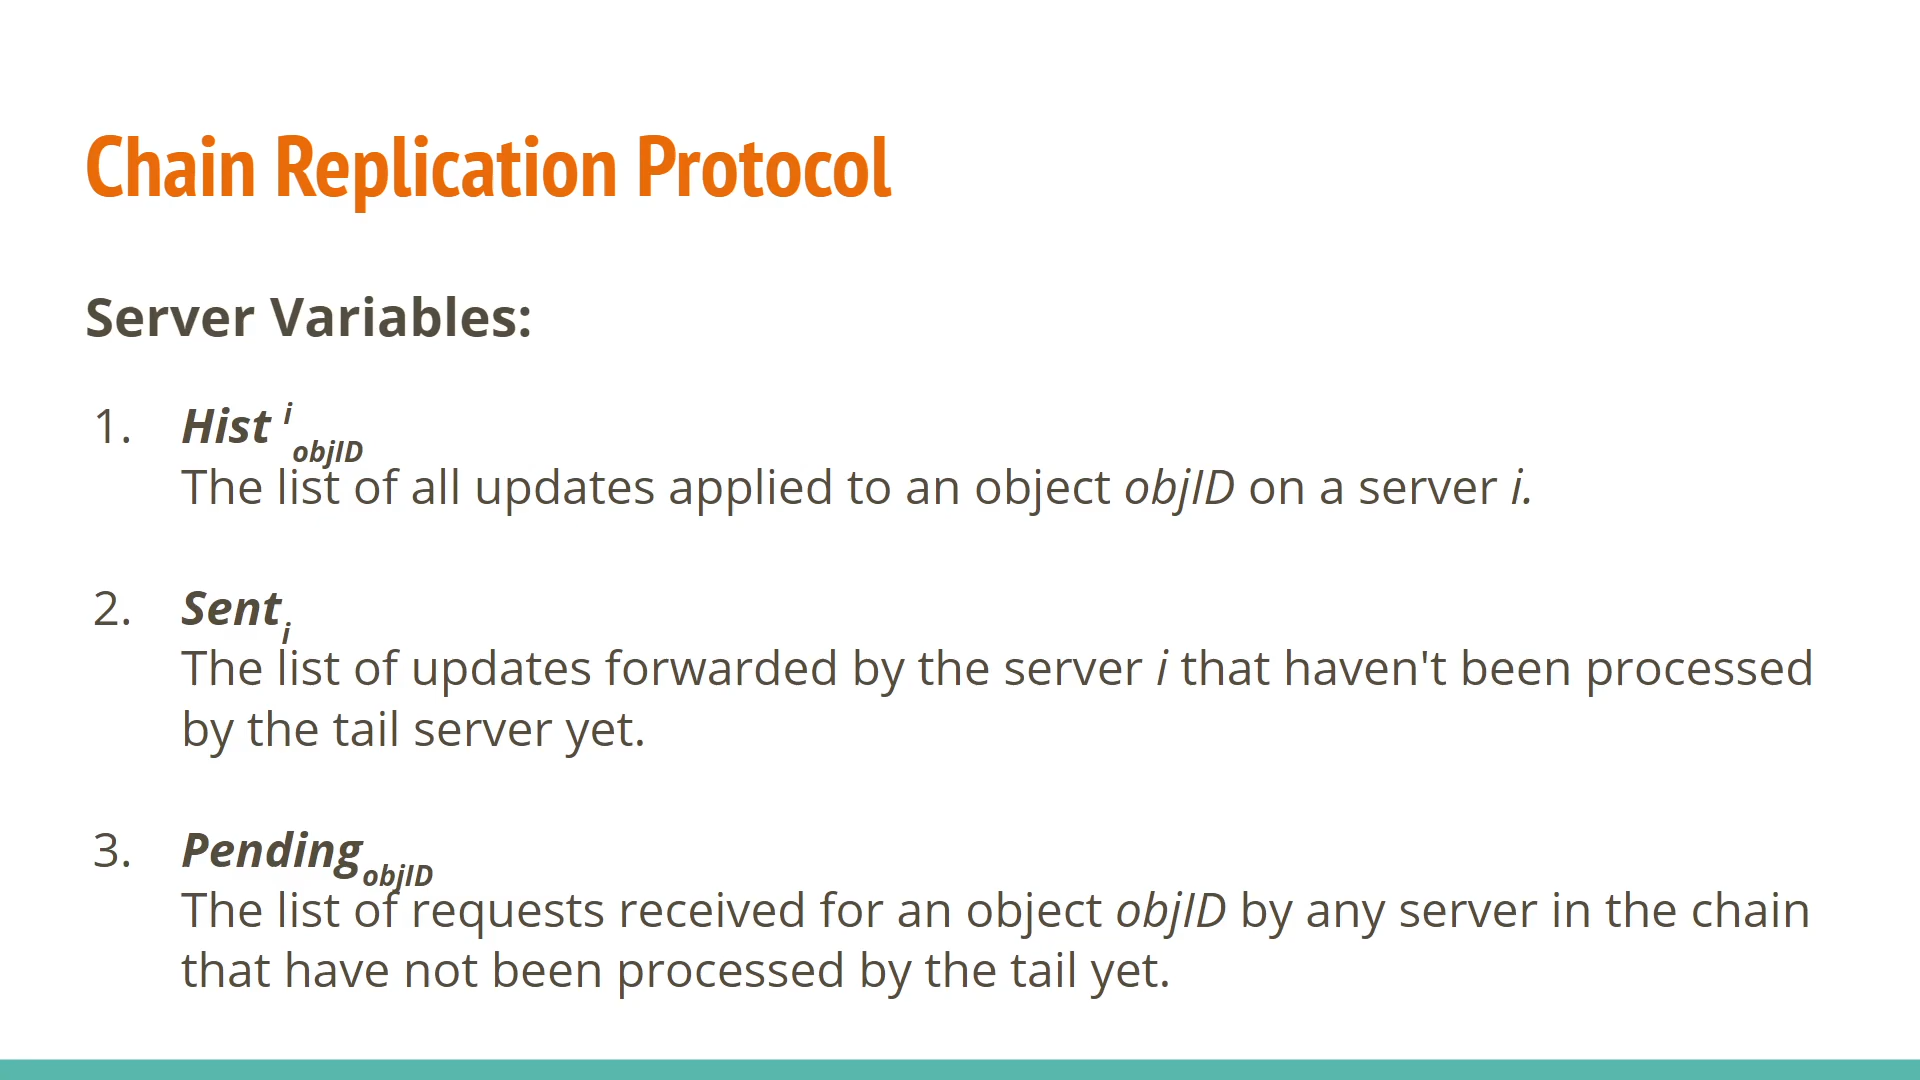 Chain Replication Protocol
Server Variables:
1. Hist i objID
The list of all updates applied to an object objID on a server i.
2. Sent i
The list of updates forwarded by the server i that haven't been processed
by the tail server yet.
3. Pending objID
The list of requests received for an object objID by any server in the chain
that have not been processed by the tail yet.